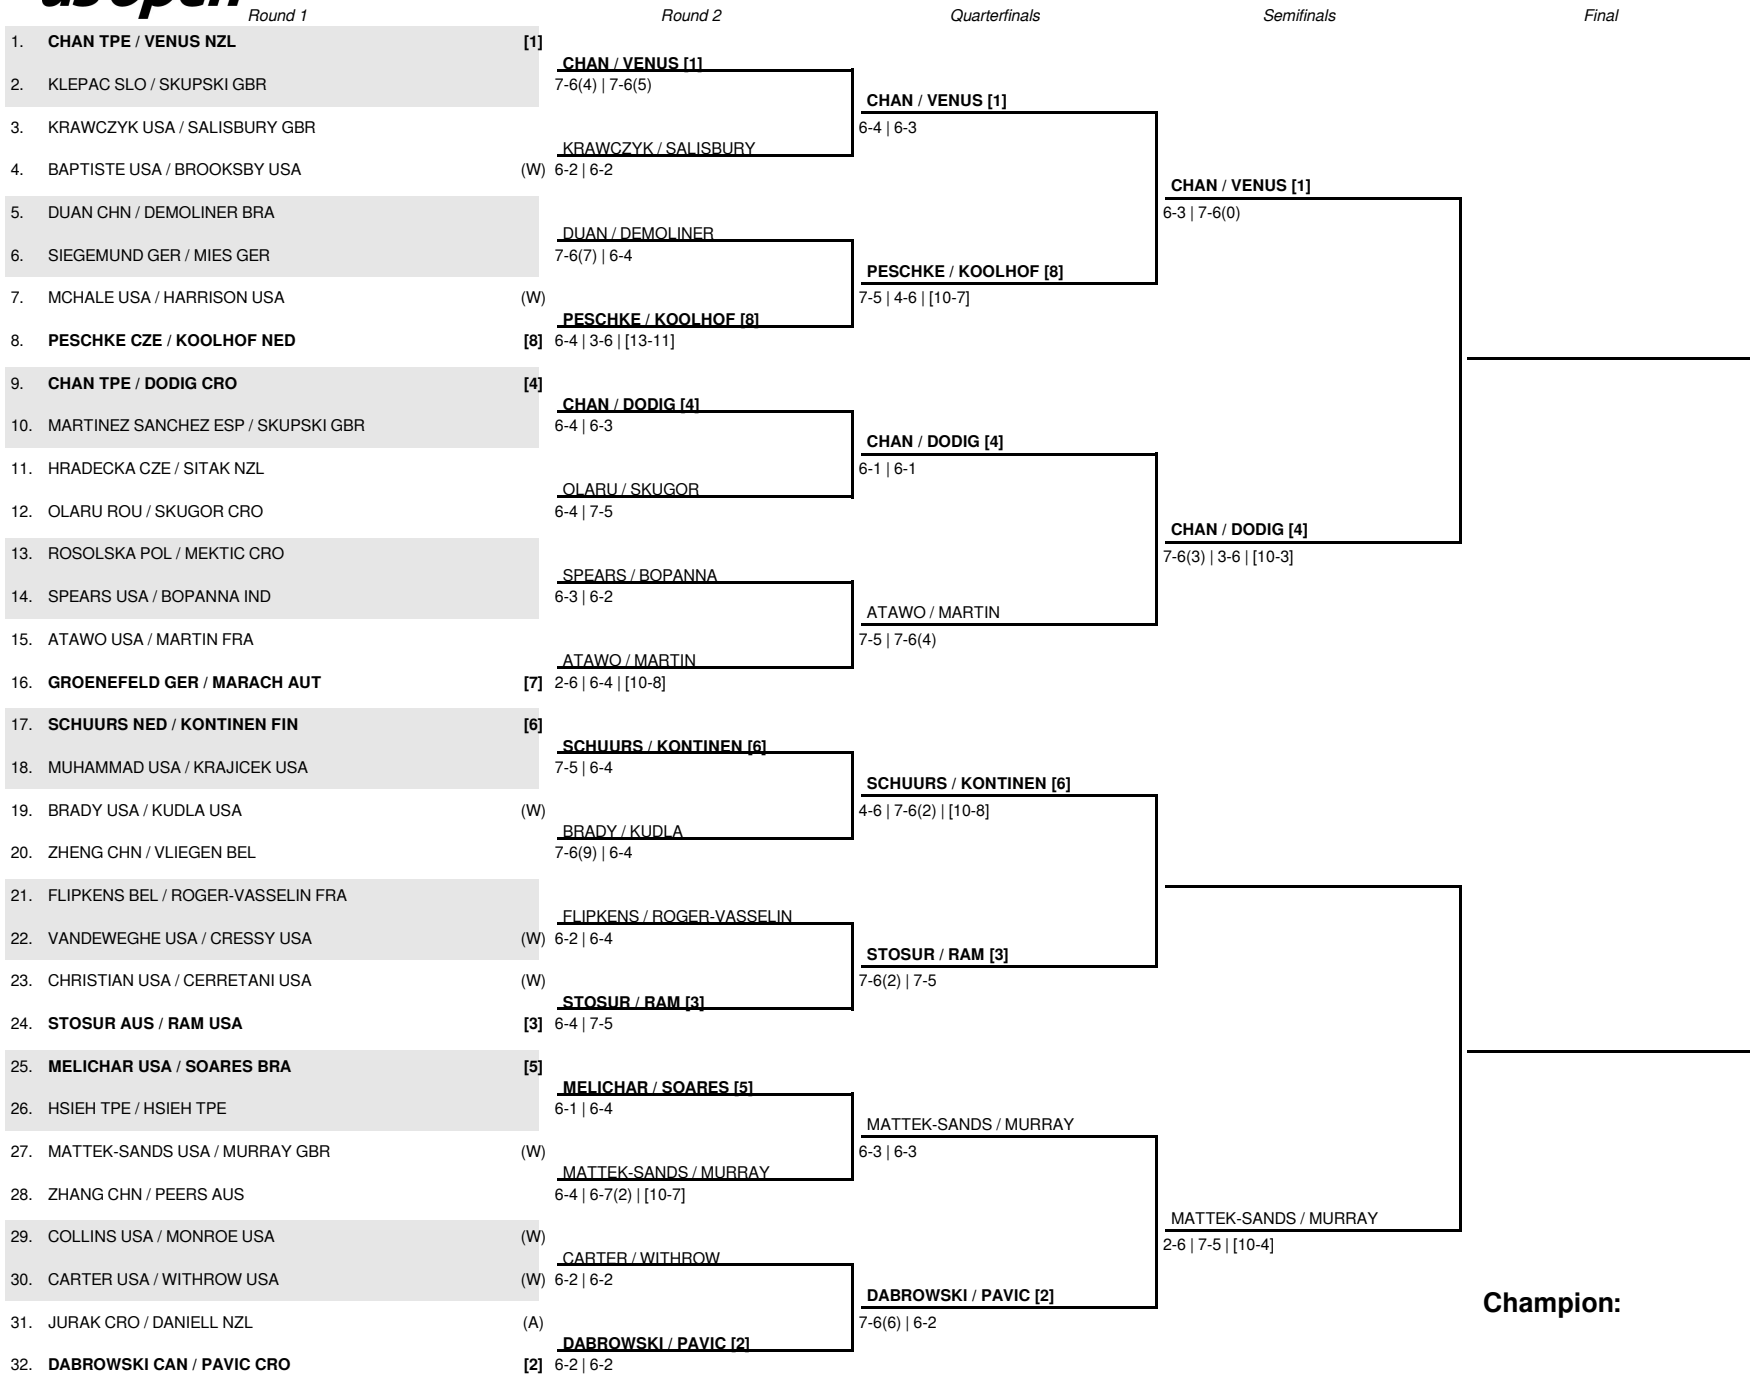 us open
Round 1
Round 2
Quarterfinals
Semifinals
Final
1. CHAN TPE / VENUS NZL [1]
2. KLEPAC SLO / SKUPSKI GBR
3. KRAWCZYK USA / SALISBURY GBR
4. BAPTISTE USA / BROOKSBY USA (W)
5. DUAN CHN / DEMOLINER BRA
6. SIEGEMUND GER / MIES GER
7. MCHALE USA / HARRISON USA (W)
8. PESCHKE CZE / KOOLHOF NED [8]
9. CHAN TPE / DODIG CRO [4]
10. MARTINEZ SANCHEZ ESP / SKUPSKI GBR
11. HRADECKA CZE / SITAK NZL
12. OLARU ROU / SKUGOR CRO
13. ROSOLSKA POL / MEKTIC CRO
14. SPEARS USA / BOPANNA IND
15. ATAWO USA / MARTIN FRA
16. GROENEFELD GER / MARACH AUT [7]
17. SCHUURS NED / KONTINEN FIN [6]
18. MUHAMMAD USA / KRAJICEK USA
19. BRADY USA / KUDLA USA (W)
20. ZHENG CHN / VLIEGEN BEL
21. FLIPKENS BEL / ROGER-VASSELIN FRA
22. VANDEWEGHE USA / CRESSY USA (W)
23. CHRISTIAN USA / CERRETANI USA (W)
24. STOSUR AUS / RAM USA [3]
25. MELICHAR USA / SOARES BRA [5]
26. HSIEH TPE / HSIEH TPE
27. MATTEK-SANDS USA / MURRAY GBR (W)
28. ZHANG CHN / PEERS AUS
29. COLLINS USA / MONROE USA (W)
30. CARTER USA / WITHROW USA (W)
31. JURAK CRO / DANIELL NZL (A)
32. DABROWSKI CAN / PAVIC CRO [2]
CHAN / VENUS [1]
7-6(4) | 7-6(5)
KRAWCZYK / SALISBURY
6-2 | 6-2
DUAN / DEMOLINER
7-6(7) | 6-4
PESCHKE / KOOLHOF [8]
6-4 | 3-6 | [13-11]
CHAN / DODIG [4]
6-4 | 6-3
OLARU / SKUGOR
6-4 | 7-5
SPEARS / BOPANNA
6-3 | 6-2
ATAWO / MARTIN
2-6 | 6-4 | [10-8]
SCHUURS / KONTINEN [6]
7-5 | 6-4
BRADY / KUDLA
7-6(9) | 6-4
FLIPKENS / ROGER-VASSELIN
6-2 | 6-4
STOSUR / RAM [3]
6-4 | 7-5
MELICHAR / SOARES [5]
6-1 | 6-4
MATTEK-SANDS / MURRAY
6-4 | 6-7(2) | [10-7]
CARTER / WITHROW
6-2 | 6-2
DABROWSKI / PAVIC [2]
6-2 | 6-2
CHAN / VENUS [1]
6-4 | 6-3
PESCHKE / KOOLHOF [8]
7-5 | 4-6 | [10-7]
CHAN / DODIG [4]
6-1 | 6-1
ATAWO / MARTIN
7-5 | 7-6(4)
SCHUURS / KONTINEN [6]
4-6 | 7-6(2) | [10-8]
STOSUR / RAM [3]
7-6(2) | 7-5
MATTEK-SANDS / MURRAY
6-3 | 6-3
DABROWSKI / PAVIC [2]
7-6(6) | 6-2
CHAN / VENUS [1]
6-3 | 7-6(0)
CHAN / DODIG [4]
7-6(3) | 3-6 | [10-3]
MATTEK-SANDS / MURRAY
2-6 | 7-5 | [10-4]
Champion: